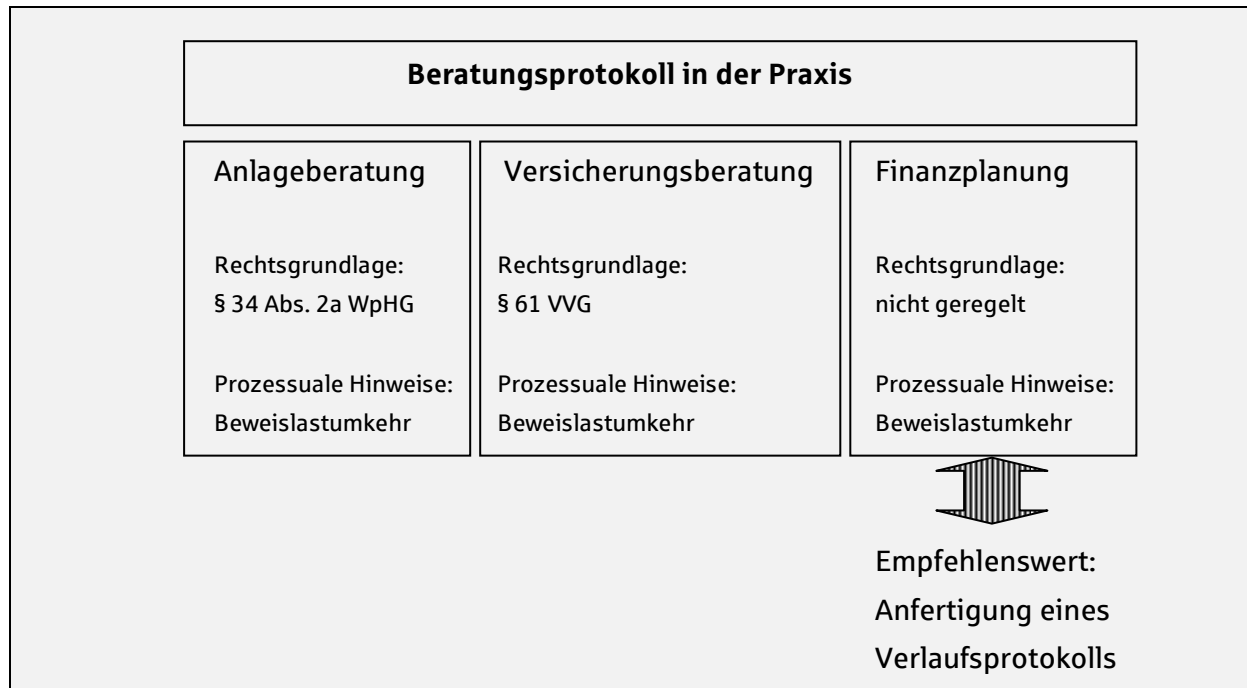 Beratungsprotokoll in der Praxis
Anlageberatung
Rechtsgrundlage:
§ 34 Abs. 2a WpHG
Prozessuale Hinweise:
Beweislastumkehr
Versicherungsberatung
Rechtsgrundlage:
§ 61 VVG
Prozessuale Hinweise:
Beweislastumkehr
Finanzplanung
Rechtsgrundlage:
nicht geregelt
Prozessuale Hinweise:
Beweislastumkehr
Empfehlenswert:
Anfertigung eines
Verlaufsprotokolls